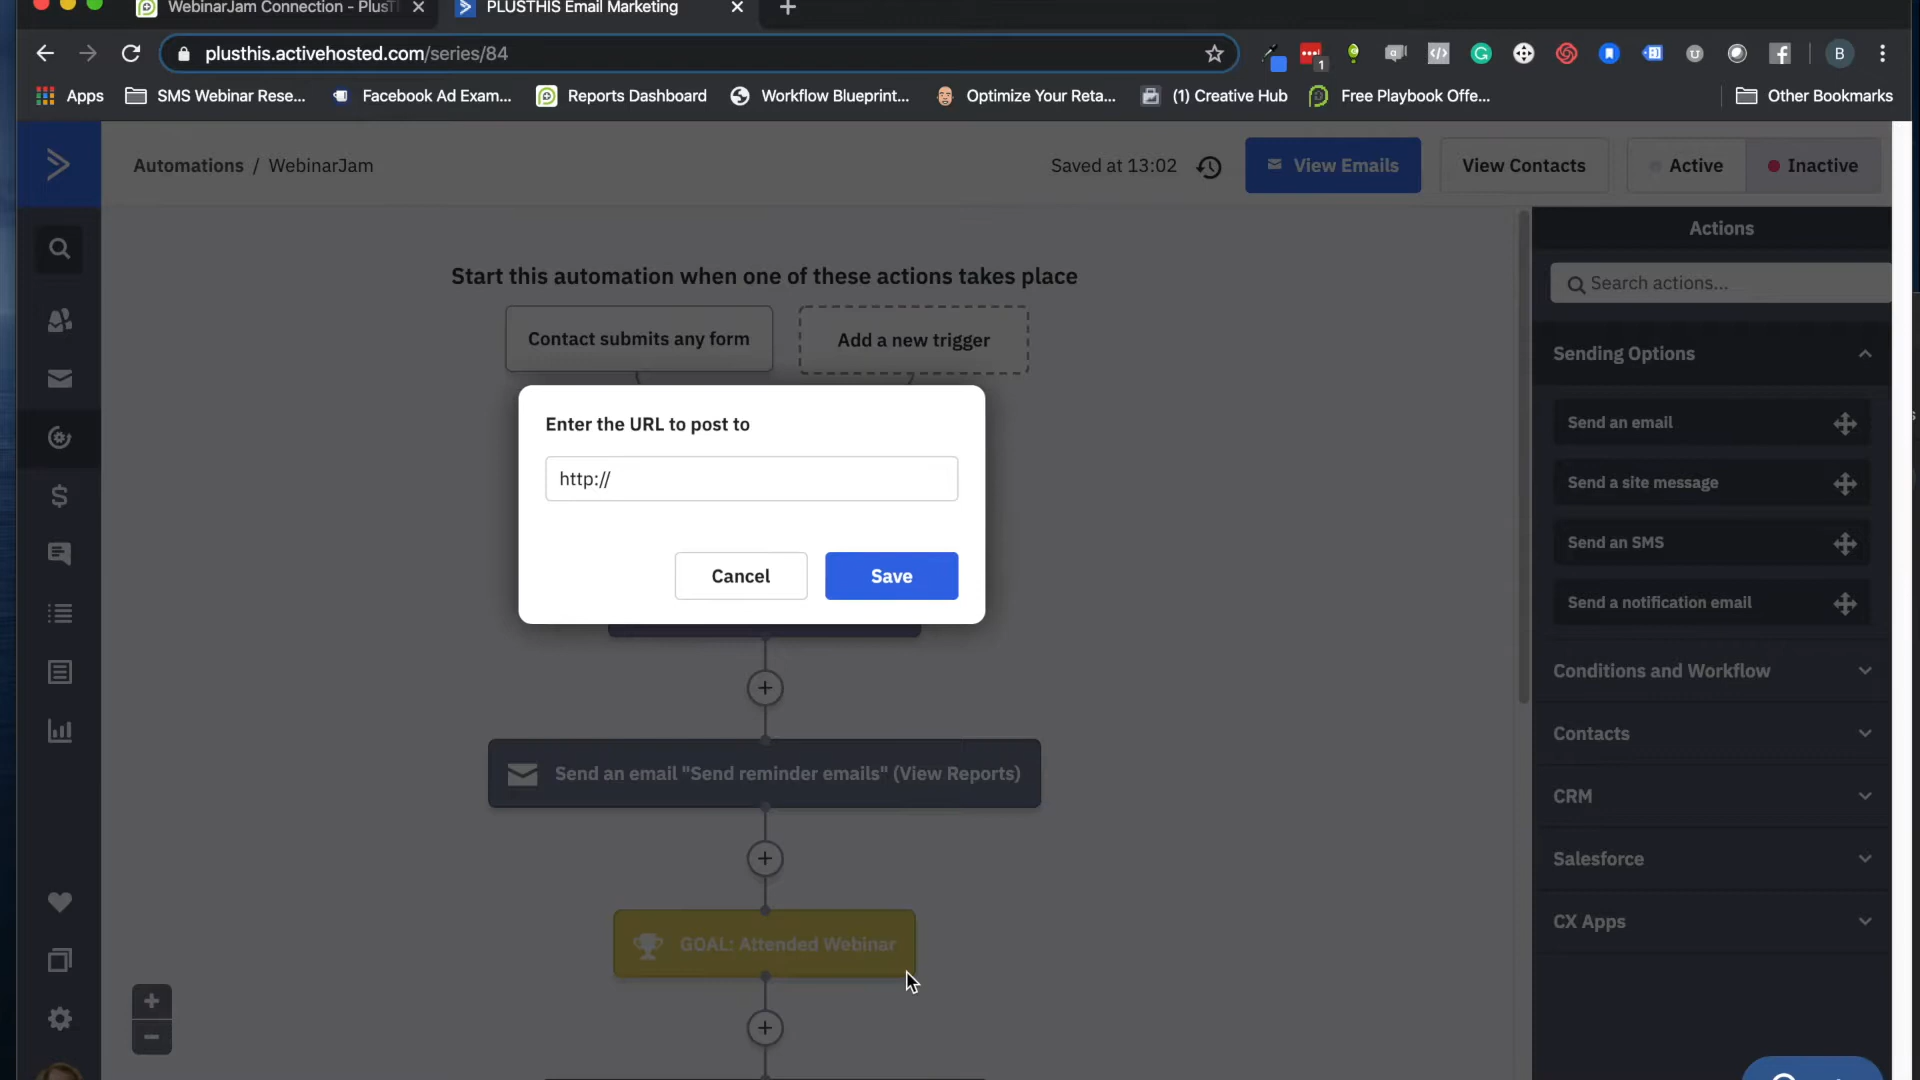 WebinarJam Connection - PlusT
PLUSTHIS Email Marketing
plusthis.activehosted.com/series/84
1
B
Apps
SMS Webinar Rese...
Facebook Ad Exam...
Reports Dashboard
Workflow Blueprint...
Optimize Your Reta...
(1) Creative Hub
Free Playbook Offe...
Other Bookmarks
Automations / WebinarJam
Saved at 13:02
View Emails
View Contacts
Active
Inactive
Start this automation when one of these actions takes place
Contact submits any form
Add a new trigger
Enter the URL to post to
http://
Cancel
Save
Send an email "Send reminder emails" (View Reports)
GOAL: Attended Webinar
Actions
Search actions...
Sending Options
Send an email
Send a site message
Send an SMS
Send a notification email
Conditions and Workflow
Contacts
CRM
Salesforce
CX Apps